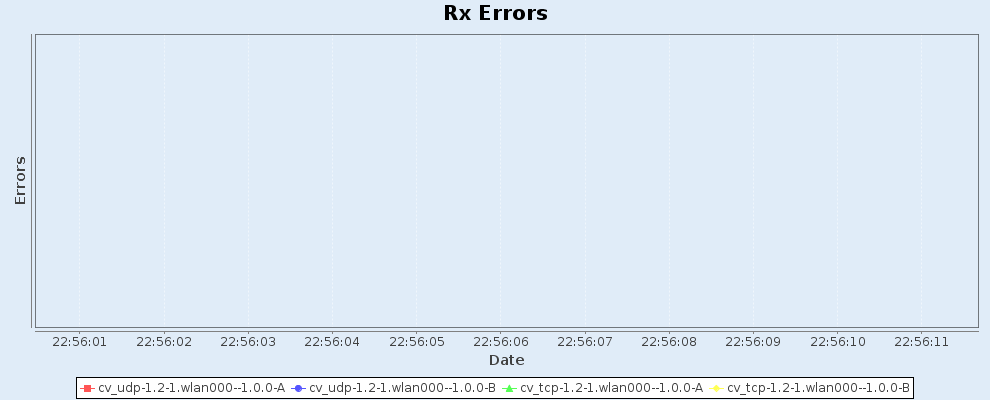 Rx Errors
Errors
22:56:01 22:56:02 22:56:03 22:56:04 22:56:05 22:56:06 22:56:07 22:56:08 22:56:09 22:56:10 22:56:11
Date
cv_udp-1.2-1.wlan000--1.0.0-A cv_udp-1.2-1.wlan000--1.0.0-B cv_tcp-1.2-1.wlan000--1.0.0-A cv_tcp-1.2-1.wlan000--1.0.0-B